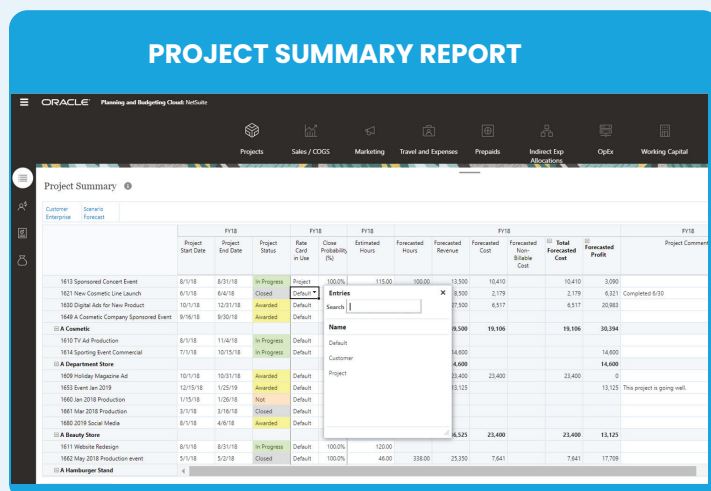 PROJECT SUMMARY REPORT
ORACLE Planning and Budgeting Cloud: NetSuite
Projects Sales / COGS Marketing Travel and Expenses Prepaids Indirect Exp Allocations OpEx Working Capital
Project Summary
Customer Scenario
Enterprise Forecast
FY18 FY18 FY18 FY18
Project Start Date Project End Date Project Status Rate Card in Use Close Probability (%) Estimated Hours Forecasted Hours Forecasted Revenue Forecasted Cost Forecasted Non-Billable Cost Total Forecasted Cost Forecasted Profit Project Comment
1613 Sponsored Concert Event 8/1/18 8/31/18 In Progress Project 100.0% 115.00 100.00 13,500 10,410 10,410 3,090
1621 New Cosmetic Line Launch 6/1/18 6/4/18 Closed Default 8,500 2,179 2,179 6,321 Completed 6/30
1630 Digital Ads for New Product 10/1/18 12/31/18 Awarded Default 27,500 6,517 6,517 20,983
1649 A Cosmetic Company Sponsored Event 9/16/18 9/30/18 Awarded Default
A Cosmetic 9,500 19,106 19,106 30,394
1610 TV Ad Production 8/1/18 11/4/18 In Progress Default
1614 Sporting Event Commercial 7/1/18 10/15/18 In Progress Default 14,600 14,600
A Department Store 4,600 14,600
1609 Holiday Magazine Ad 10/1/18 10/31/18 Awarded Default 23,400 23,400 23,400 0
1653 Event Jan 2019 12/15/18 1/25/19 Awarded Default 13,125 13,125 This project is going well.
1660 Jan 2018 Production 1/15/18 1/26/18 Not Default
1661 Mar 2018 Production 3/1/18 3/16/18 Closed Default
1680 2019 Social Media 8/1/18 4/6/18 Awarded Default
A Beauty Store 6,525 23,400 23,400 13,125
1611 Website Redesign 8/1/18 8/31/18 In Progress Default 100.0% 120.00
1662 May 2018 Production event 5/1/18 5/2/18 Closed Default 100.0% 46.00 338.00 25,350 7,641 7,641 17,709
A Hamburger Stand
Entries
Search
Name
Default
Customer
Project